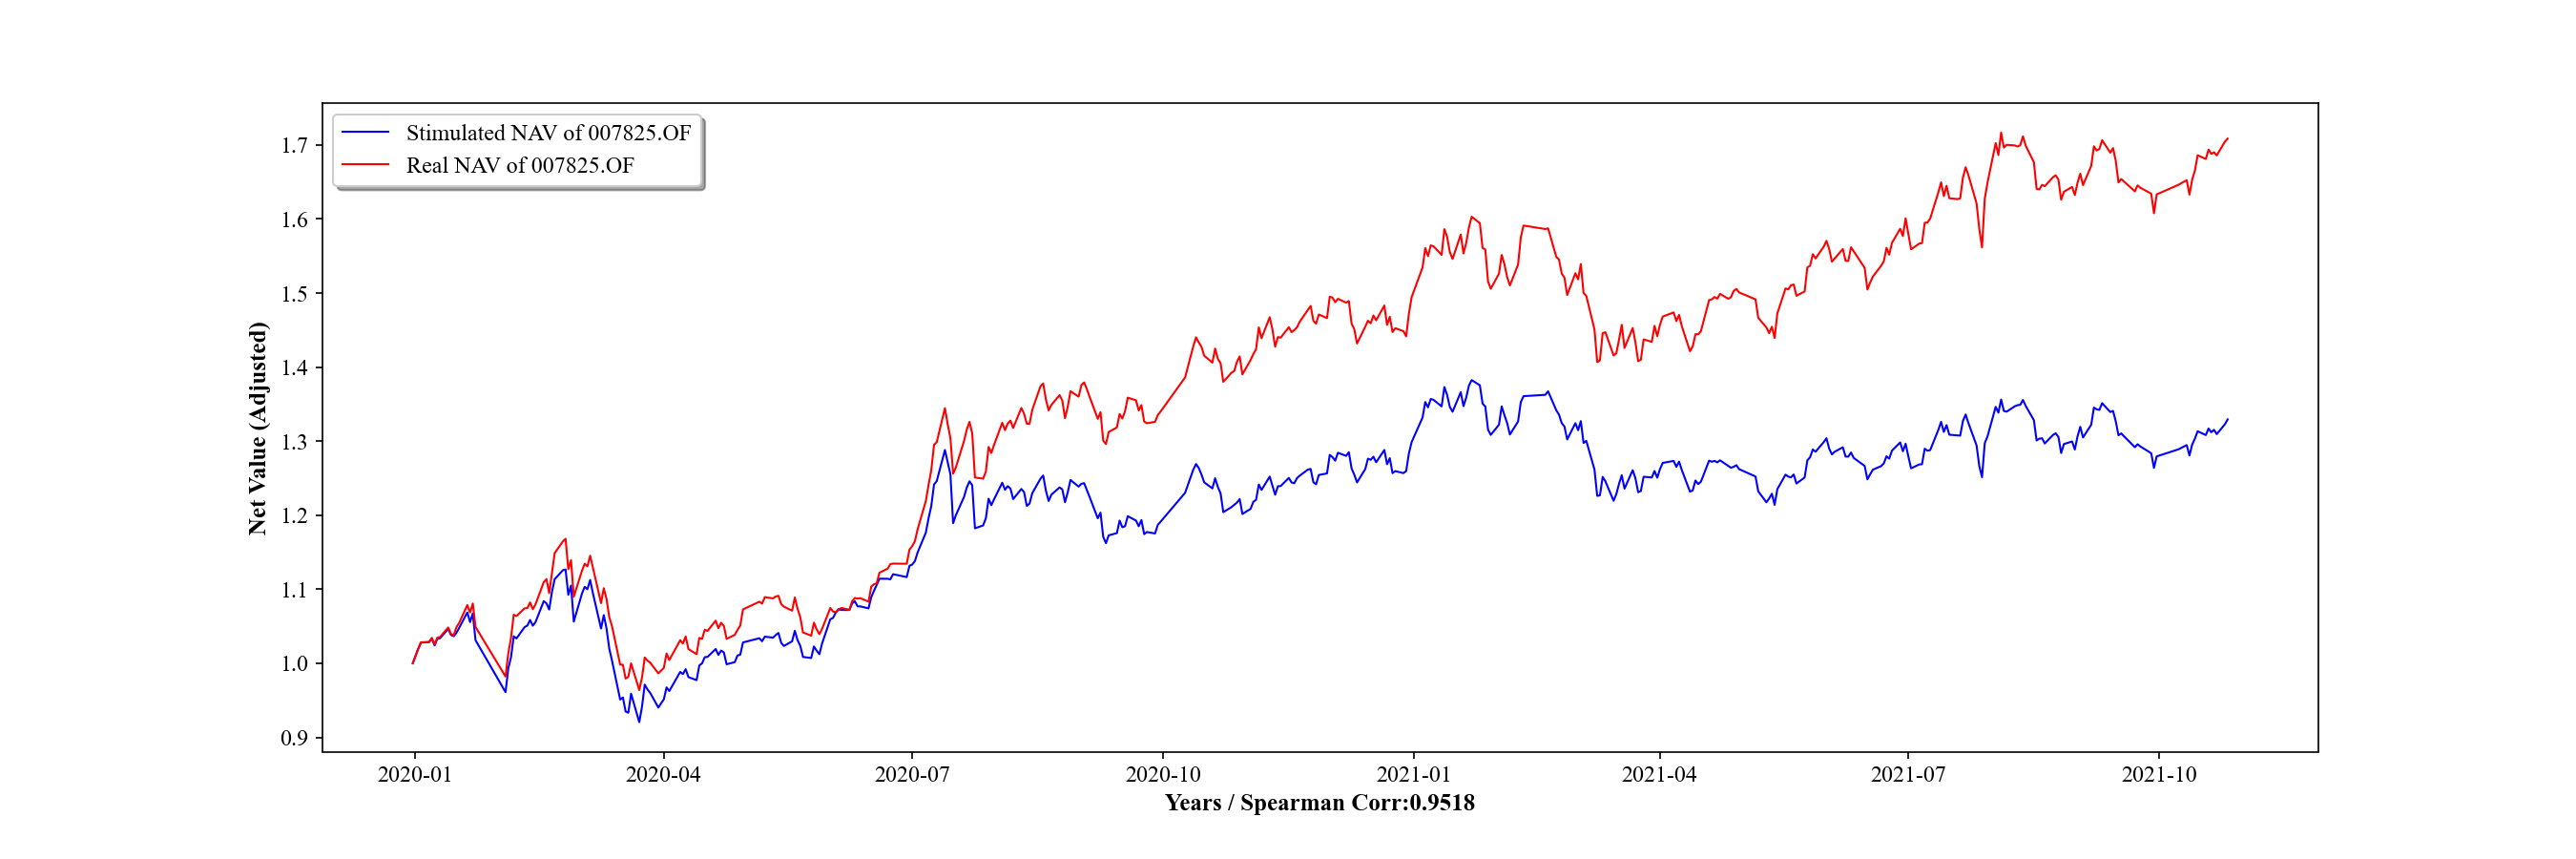 Stimulated NAV of 007825.OF
Real NAV of 007825.OF
Net Value (Adjusted)
1.7
1.6
1.5
1.4
1.3
1.2
1.1
1.0
0.9
2020-01 2020-04 2020-07 2020-10 2021-01 2021-04 2021-07 2021-10
Years / Spearman Corr:0.9518